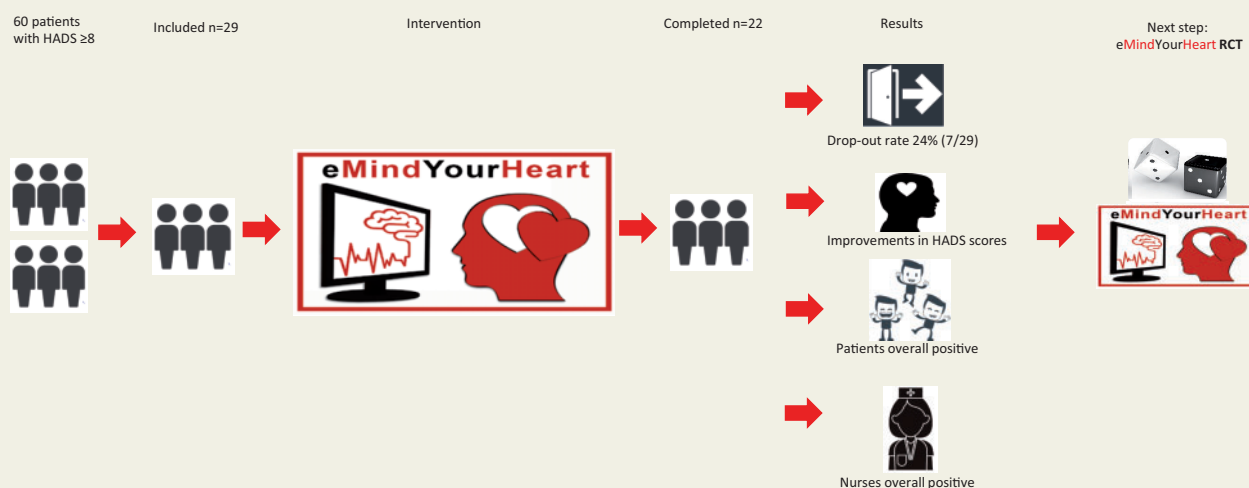 60 patients
with HADS ≥8
Included n=29
Intervention
Completed n=22
Results
Next step:
eMindYourHeart RCT
eMindYourHeart
Drop-out rate 24% (7/29)
Improvements in HADS scores
Patients overall positive
Nurses overall positive
eMindYourHeart